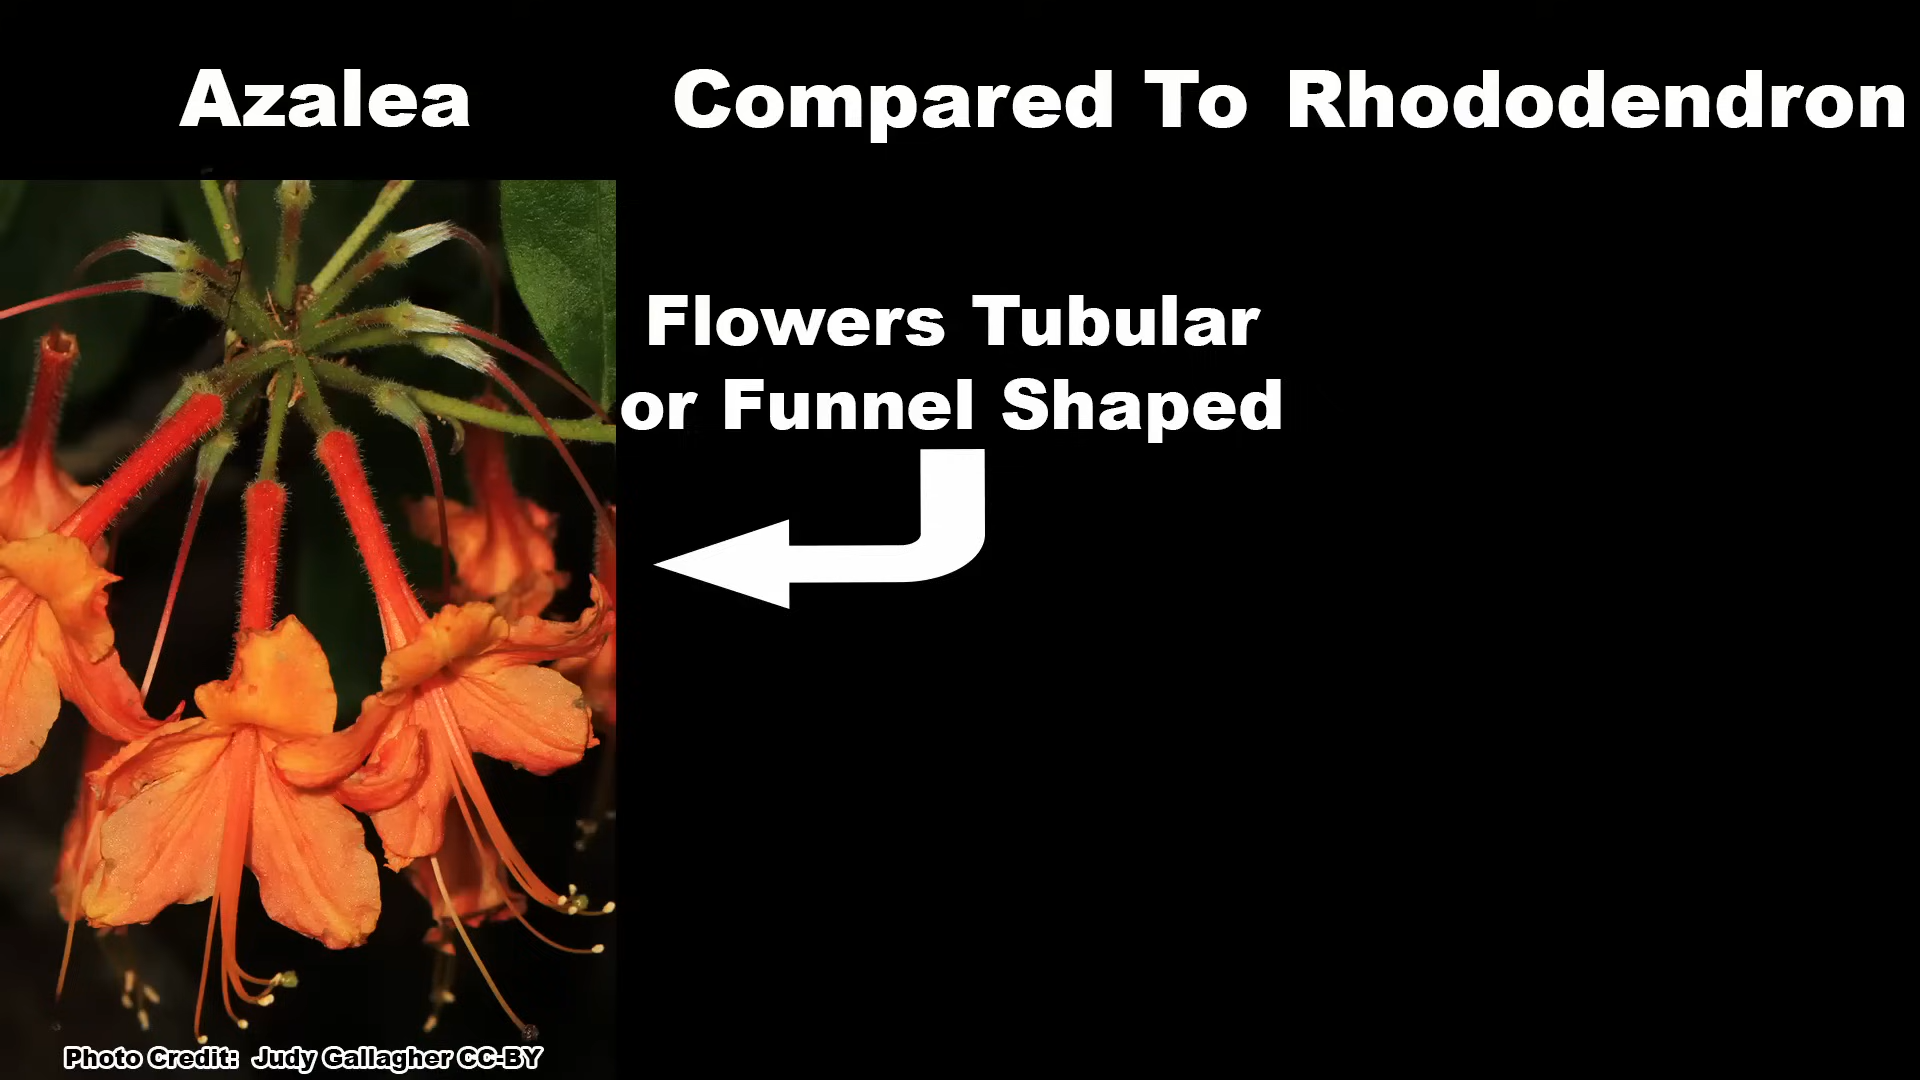 Azalea
Compared To
Rhododendron
Flowers Tubular
or Funnel Shaped
Photo Credit:  Judy Gallagher CC-BY